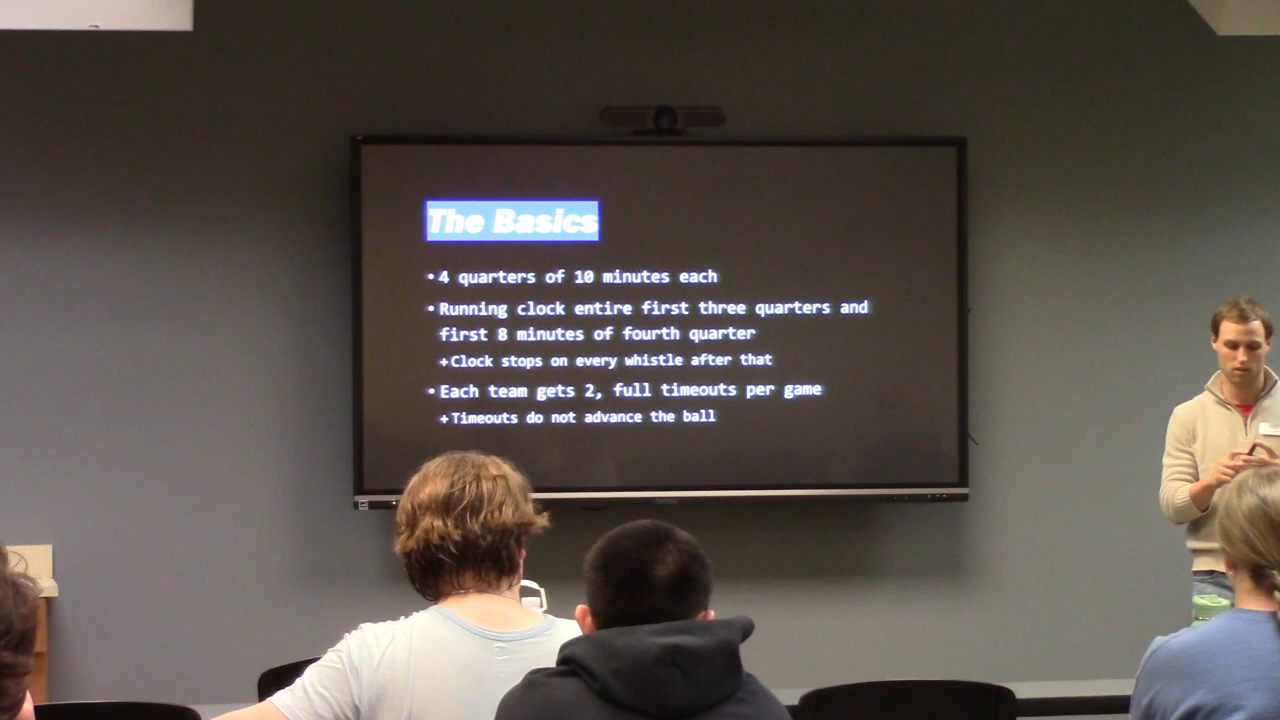 The Basics
•4 quarters of 10 minutes each
•Running clock entire first three quarters and
first 8 minutes of fourth quarter
+Clock stops on every whistle after that
•Each team gets 2, full timeouts per game
+Timeouts do not advance the ball